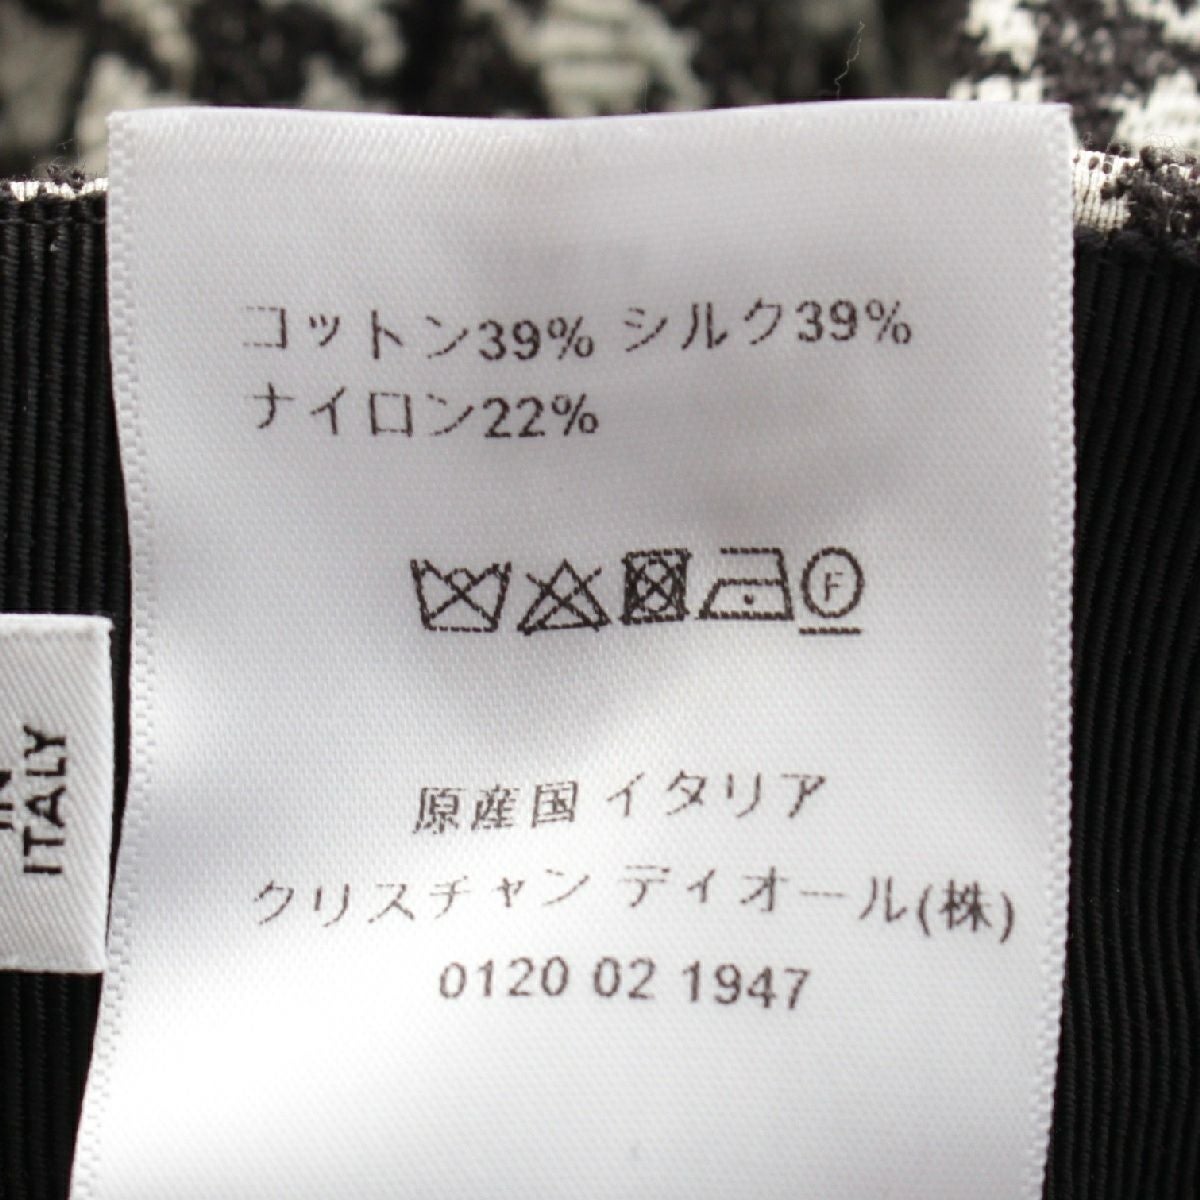 コットン39% シルク39%
ナイロン22%
F
原産国 イタリア
クリスチャン ディオール(株)
0120 02 1947
IN
ITALY